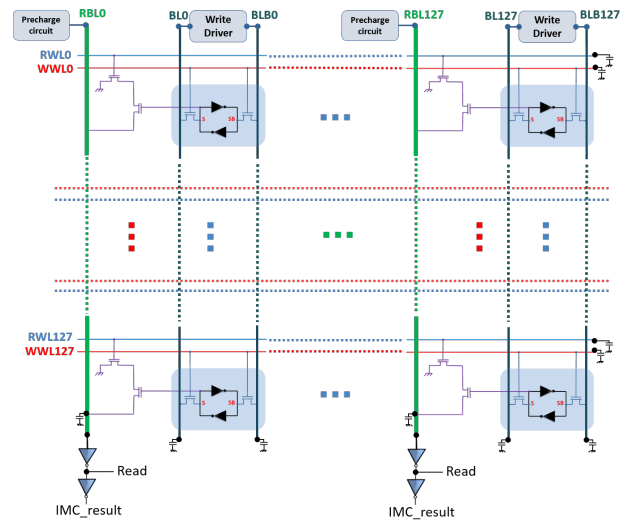 RBL0 BL0 BLB0 RBL127 BL127 BLB127
Precharge
circuit
Write
Driver
Precharge
circuit
Write
Driver
RWL0
WWL0
S SB S SB
RWL127
WWL127
S SB S SB
Read Read
IMC_result IMC_result